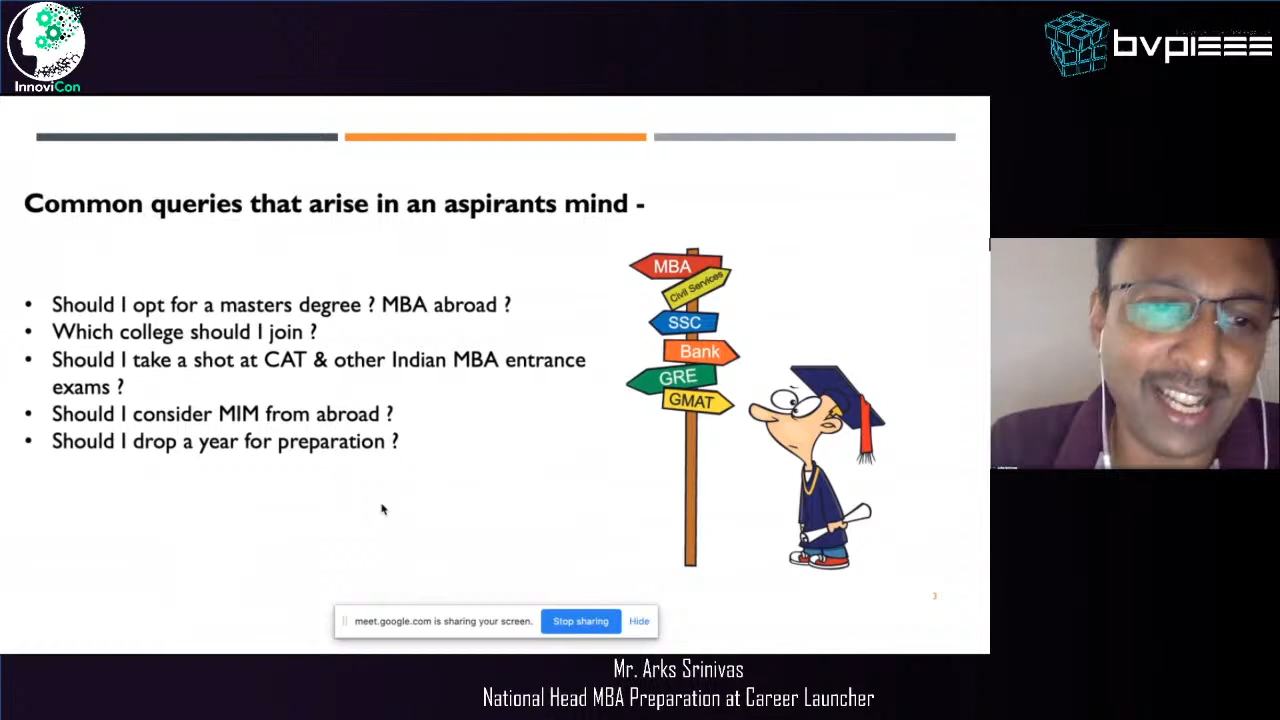 InnoviCon
bvpieee
Common queries that arise in an aspirants mind -
• Should I opt for a masters degree ? MBA abroad ?
• Which college should I join ?
• Should I take a shot at CAT & other Indian MBA entrance
exams ?
• Should I consider MIM from abroad ?
• Should I drop a year for preparation ?
MBA
Civil Services
SSC
Bank
GRE
GMAT
3
meet.google.com is sharing your screen.
Stop sharing
Hide
Mr. Arks Srinivas
National Head MBA Preparation at Career Launcher